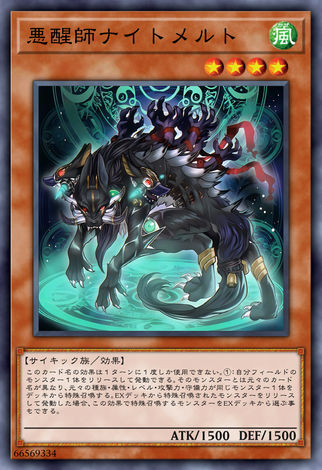 悪醒師ナイトメルト
風
【サイキック族／効果】
このカード名の効果は１ターンに１度しか使用できない。①：自分フィールドの
モンスター１体をリリースして発動できる。そのモンスターとは元々のカード
名が異なり、元々の種族・属性・レベル・攻撃力・守備力が同じモンスター１体を
デッキから特殊召喚する。EXデッキから特殊召喚されたモンスターをリリース
して発動した場合、この効果で特殊召喚するモンスターをEXデッキから選ぶ事
もできる。
ATK/1500 DEF/1500
66569334